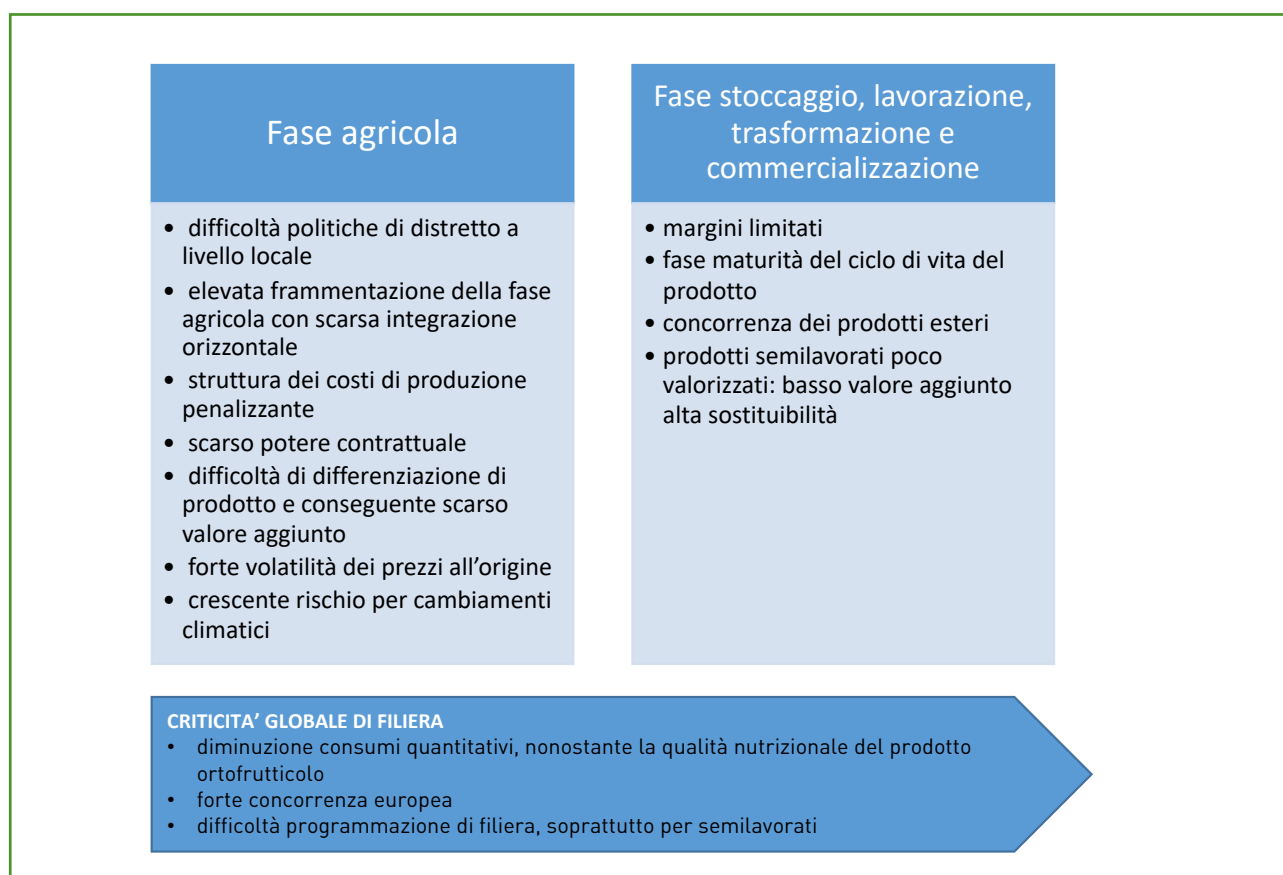 Fase agricola
• difficoltà politiche di distretto a
livello locale
• elevata frammentazione della fase
agricola con scarsa integrazione
orizzontale
• struttura dei costi di produzione
penalizzante
• scarso potere contrattuale
• difficoltà di differenziazione di
prodotto e conseguente scarso
valore aggiunto
• forte volatilità dei prezzi all’origine
• crescente rischio per cambiamenti
climatici
Fase stoccaggio, lavorazione,
trasformazione e
commercializzazione
• margini limitati
• fase maturità del ciclo di vita del
prodotto
• concorrenza dei prodotti esteri
• prodotti semilavorati poco
valorizzati: basso valore aggiunto
alta sostituibilità
CRITICITA’ GLOBALE DI FILIERA
• diminuzione consumi quantitativi, nonostante la qualità nutrizionale del prodotto
ortofrutticolo
• forte concorrenza europea
• difficoltà programmazione di filiera, soprattutto per semilavorati